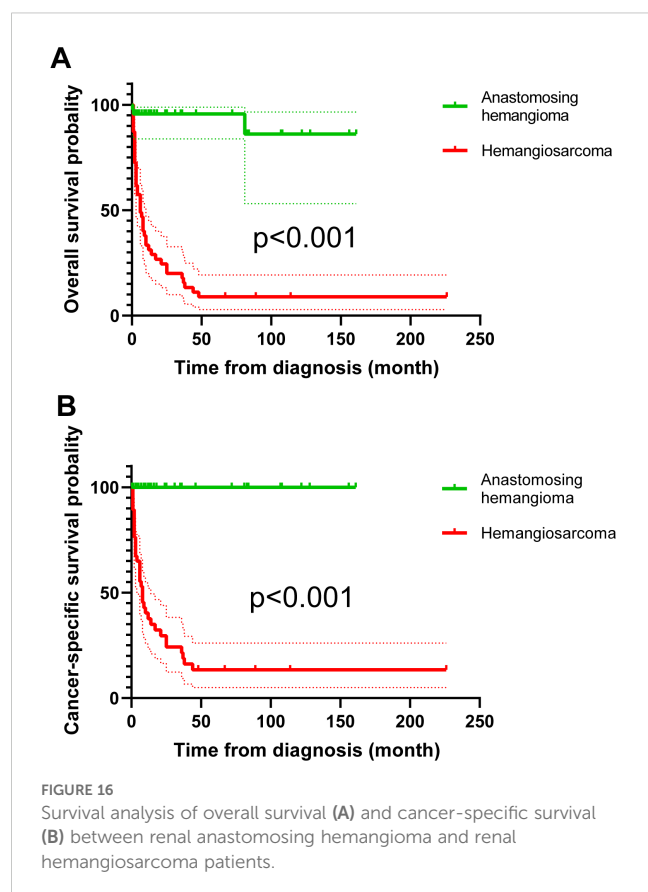 A
Overall survival probality
100
50
0
0 50 100 150 200 250
Time from diagnosis (month)
p<0.001
Anastomosing
hemangioma
Hemangiosarcoma
B
Cancer-specific survival probality
100
50
0
0 50 100 150 200 250
Time from diagnosis (month)
p<0.001
Anastomosing
hemangioma
Hemangiosarcoma
FIGURE 16
Survival analysis of overall survival (A) and cancer-specific survival
(B) between renal anastomosing hemangioma and renal
hemangiosarcoma patients.